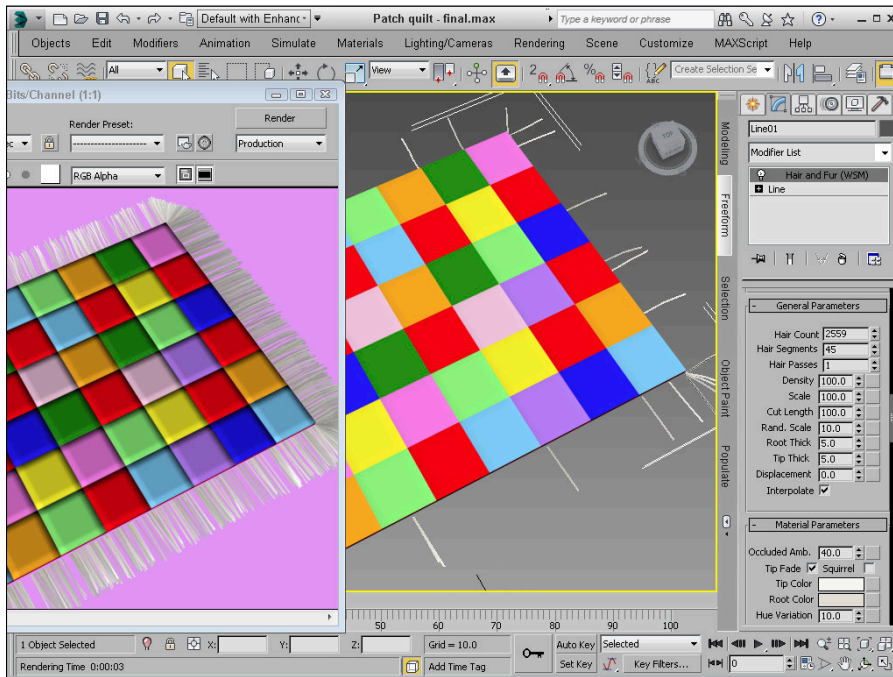 Default with Enhanc
Patch quilt - final.max
Type a keyword or phrase
Objects Edit Modifiers Animation Simulate Materials Lighting/Cameras Rendering Scene Customize MAXScript Help
All
View
2
%
ABC
Create Selection Se
Bits/Channel (1:1)
Render Preset:
Render
Production
RGB Alpha
TOP
Modeling
Freeform
Selection
Object Paint
Populate
Line01
Modifier List
Hair and Fur (WSM)
Line
General Parameters
Hair Count 2559
Hair Segments 45
Hair Passes 1
Density 100.0
Scale 100.0
Cut Length 100.0
Rand. Scale 10.0
Root Thick 5.0
Tip Thick 5.0
Displacement 0.0
Interpolate
Material Parameters
Occluded Amb. 40.0
Tip Fade Squirrel
Tip Color
Root Color
Hue Variation 10.0
50 60 70 80 90 100
1 Object Selected X: Y: Z: Grid = 10.0 Auto Key Selected
Rendering Time 0:00:03 Add Time Tag Set Key Key Filters... 0